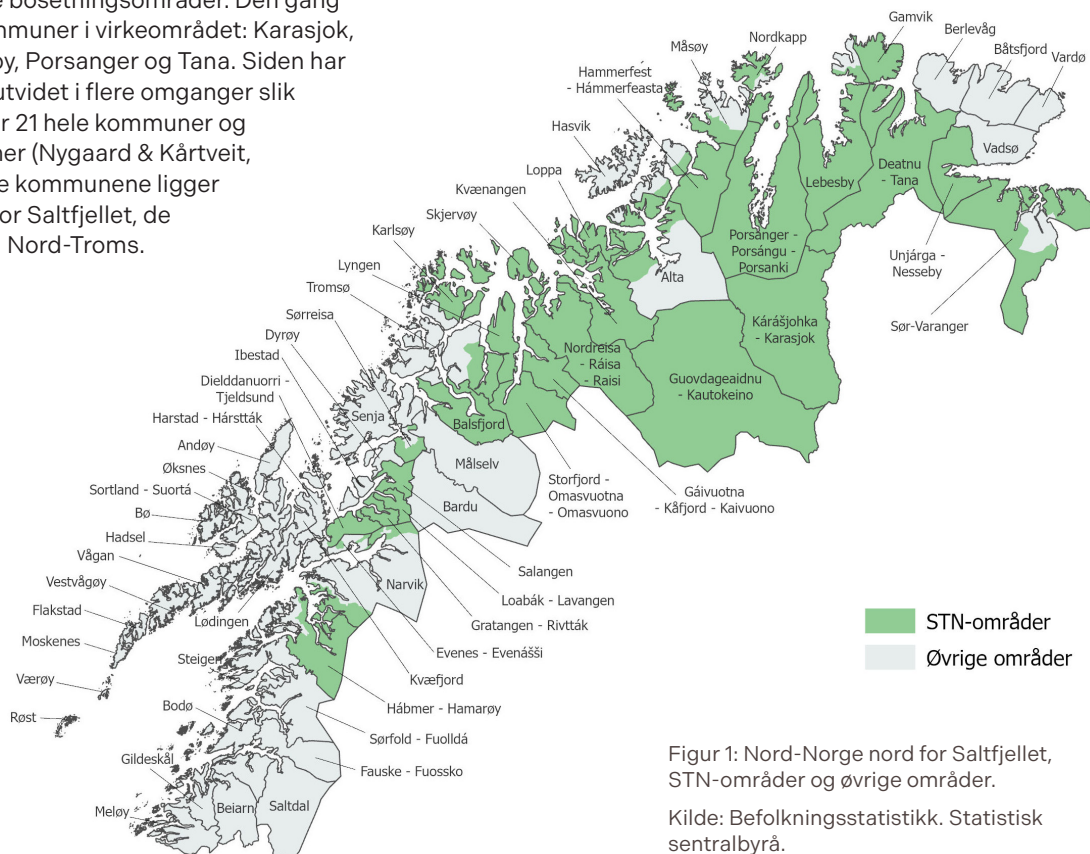 e bosetningsområder. Den gang
mmuner i virkeområdet: Karasjok,
by, Porsanger og Tana. Siden har
utvidet i flere omganger slik
r 21 hele kommuner og
ner (Nygaard & Kårtveit,
e kommunene ligger
or Saltfjellet, de
Nord-Troms.
Gamvik
Berlevåg
Båtsfjord
Vardø
Nordkapp
Måsøy
Hammerfest
- Hámmerfeasta
Hasvik
Loppa
Kvænangen
Skjervøy
Karlsøy
Lyngen
Tromsø
Sørreisa
Dyrøy
Ibestad
Dielddanuorri -
Tjeldsund
Harstad - Hárstták
Andøy
Øksnes
Sortland - Suortá
Bø
Hadsel
Vågan
Vestvågøy
Flakstad
Moskenes
Værøy
Røst
Vadsø
Deatnu
- Tana
Lebesby
Porsanger -
Porsángu -
Porsanki
Unjárga -
Nesseby
Sør-Varanger
Alta
Kárášjohka
- Karasjok
Guovdageaidnu
- Kautokeino
Nordreisa
- Ráisa
- Raisi
Senja
Balsfjord
Målselv
Bardu
Storfjord -
Omasvuotna
- Omasvuono
Gáivuotna
- Kåfjord - Kaivuono
Salangen
Loabák - Lavangen
Gratangen - Rivtták
Evenes - Evenášši
Kvæfjord
Narvik
Lødingen
Steigen
Bodø
Gildeskål
Meløy
Beiarn
Saltdal
Hábmer - Hamarøy
Sørfold - Fuolldá
Fauske - Fuossko
STN-områder
Øvrige områder
Figur 1: Nord-Norge nord for Saltfjellet,
STN-områder og øvrige områder.
Kilde: Befolkningsstatistikk. Statistisk
sentralbyrå.